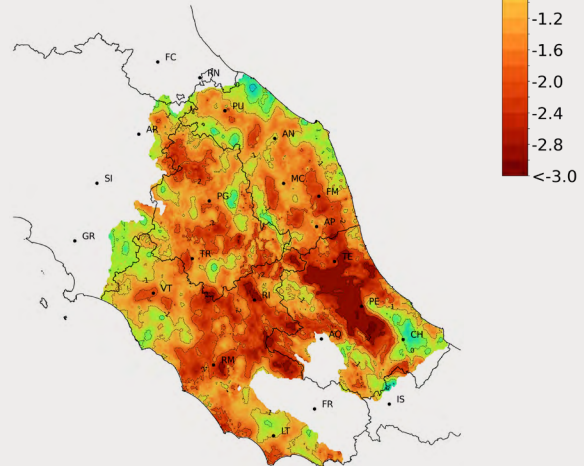 -1.2
-1.6
-2.0
-2.4
-2.8
<-3.0
FC
RN
PU
AR
AN
SI
MC
PG
FM
AP
GR
TR
TE
VT
RI
PE
AQ
CH
RM
FR
IS
LT